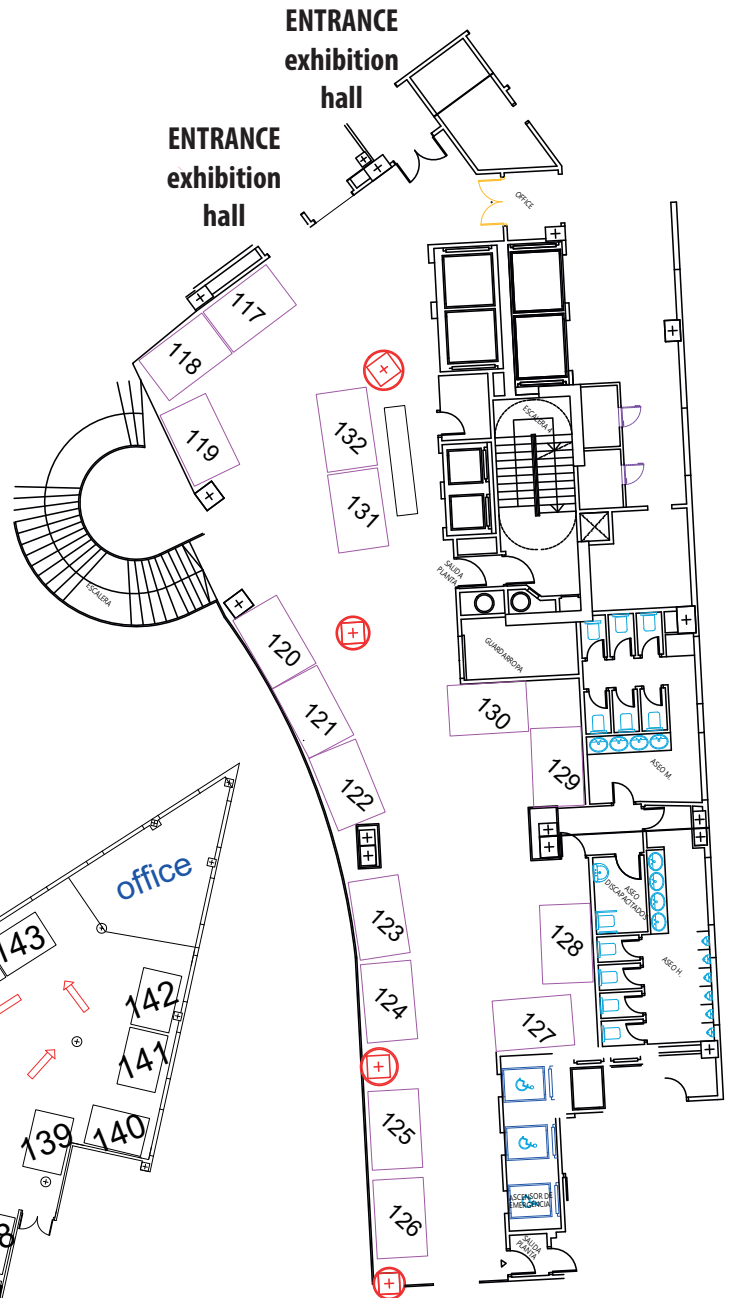 ENTRANCE
exhibition
hall
ENTRANCE
exhibition
hall
OFFICE
117
118
119
132
131
ESCALERA 4
ESCALERA
SALIDA
PLANTA
GUARDARROPA
120
121
122
130
129
ASEO M.
office
123
124
128
ASEO
DISCAPACITADOS
ASEO H.
127
143
142
141
139
140
125
126
ASCENSOR DE
EMERGENCIA
SALIDA
PLANTA